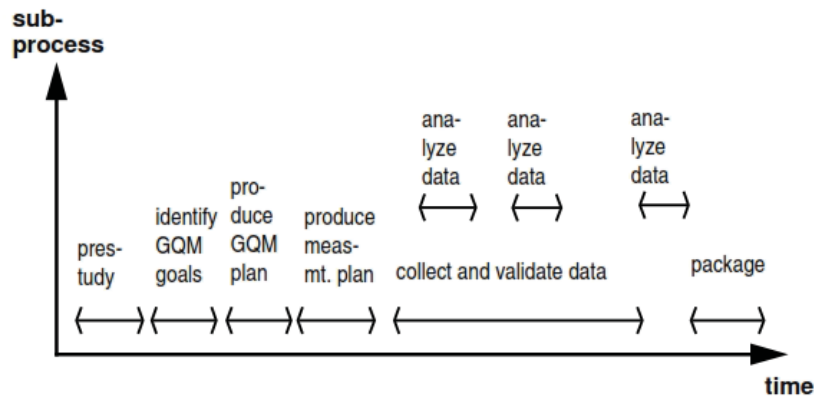 sub-
process
ana-
lyze
data
ana-
lyze
data
ana-
lyze
data
pres-
tudy
identify
GQM
goals
pro-
duce
GQM
plan
produce
meas-
mt. plan
collect and validate data
package
time